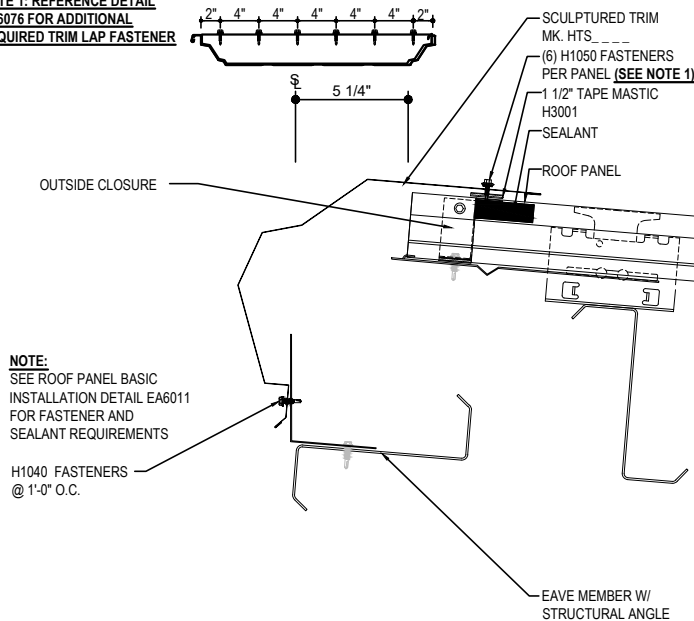 TE 1: REFERENCE DETAIL
6076 FOR ADDITIONAL
QUIRED TRIM LAP FASTENER
2" 4" 4" 4" 4" 4" 2"
5 1/4"
SCULPTURED TRIM
MK. HTS_ _ _ _
(6) H1050 FASTENERS
PER PANEL (SEE NOTE 1)
1 1/2" TAPE MASTIC
H3001
SEALANT
ROOF PANEL
OUTSIDE CLOSURE
NOTE:
SEE ROOF PANEL BASIC
INSTALLATION DETAIL EA6011
FOR FASTENER AND
SEALANT REQUIREMENTS
H1040 FASTENERS
@ 1'-0" O.C.
EAVE MEMBER W/
STRUCTURAL ANGLE